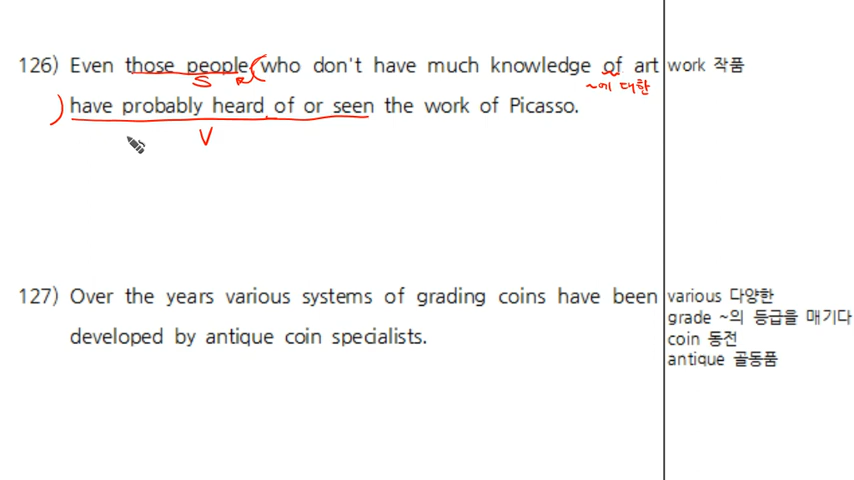 126) Even those people (who don't have much knowledge of art
S
~에 대한
) have probably heard of or seen the work of Picasso.
V
work 작품
127) Over the years various systems of grading coins have been
developed by antique coin specialists.
various 다양한
grade ~의 등급을 매기다
coin 동전
antique 골동품